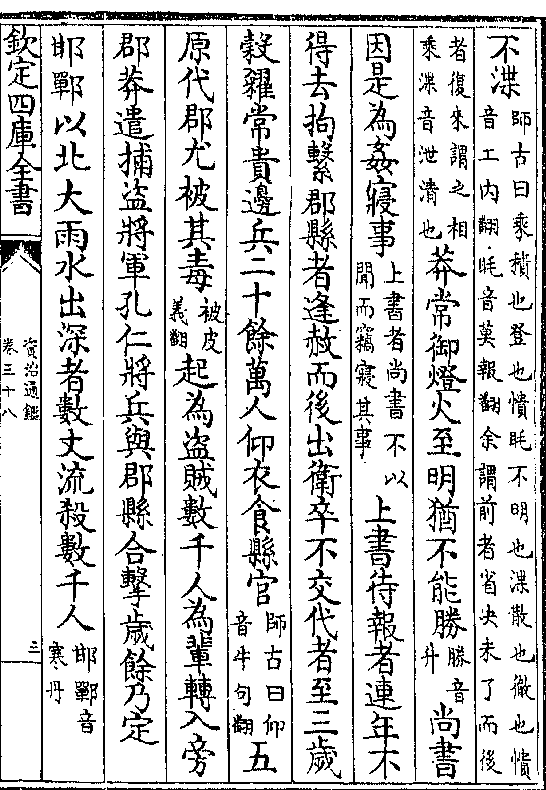 不渫師古曰乘積也登也憒眊不明也渫散也徹也憒
音工内翻眊音莫報翻余謂前者省决未了而後
者復來謂之相
乘渫音泄潰也莽常御燈火至明猶不能勝勝音
升尚書
因是為姦寢事上書者尚書不以
聞而竊寢其事上書待報者連年不
得去拘繫郡縣者逢赦而後出衛卒不交代者至三歲
榖糴常貴邊兵二十餘萬人仰衣食縣官師古曰仰
音牛句翻五
原代郡尤被其毒被皮
義翻起為盜賊數千人為輩轉入旁
郡莽遣捕盜將軍孔仁將兵與郡縣合擊歲餘乃定
邯鄲以北大雨水出深者數丈流殺數千人邯鄲音
寒丹
欽定四庫全書
資治通鑑
卷三十八
三